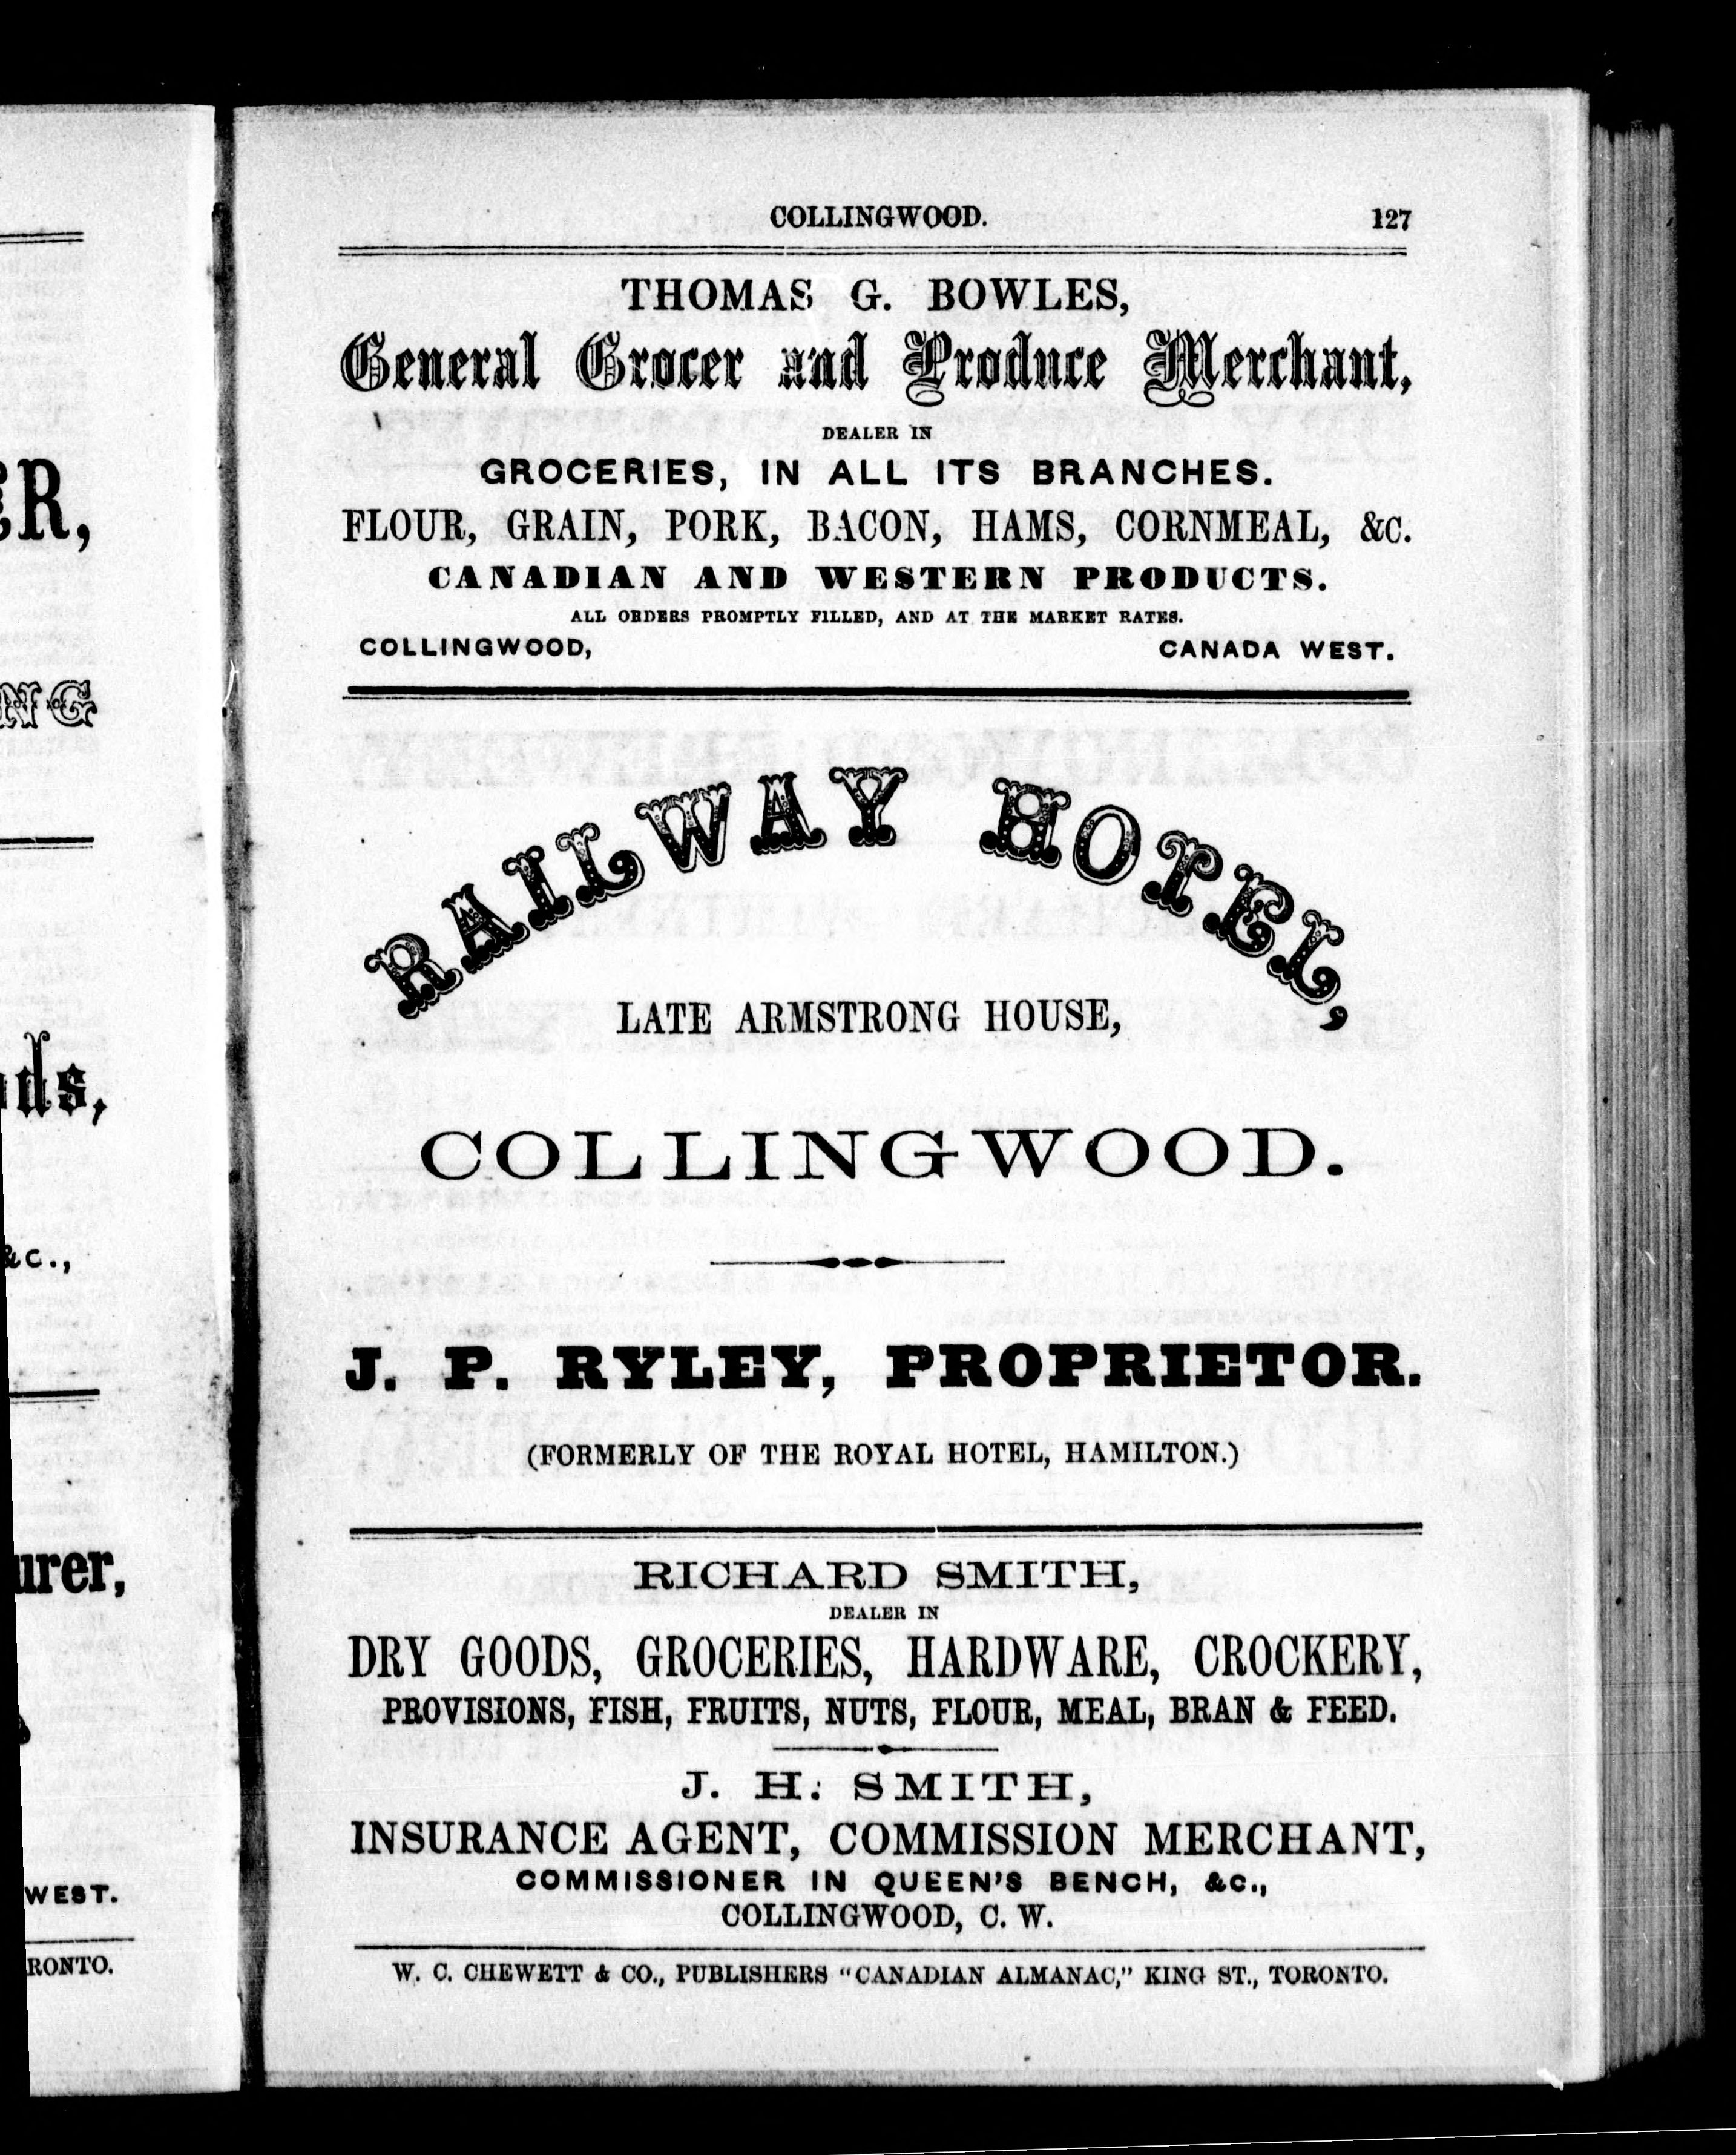 COLLINGWOOD. 127
THOMAS G. BOWLES,
General Grocer and Produce Merchant,
DEALER IN
GROCERIES, IN ALL ITS BRANCHES.
FLOUR, GRAIN, PORK, BACON, HAMS, CORNMEAL, &C.
CANADIAN AND WESTERN PRODUCTS.
ALL ORDERS PROMPTLY FILLED, AND AT THE MARKET RATES.
COLLINGWOOD, CANADA WEST.
RAILWAY HOTEL,
LATE ARMSTRONG HOUSE,
COLLINGWOOD.
J. P. RYLEY, PROPRIETOR.
(FORMERLY OF THE ROYAL HOTEL, HAMILTON.)
RICHARD SMITH,
DEALER IN
DRY GOODS, GROCERIES, HARDWARE, CROCKERY,
PROVISIONS, FISH, FRUITS, NUTS, FLOUR, MEAL, BRAN & FEED.
J. H. SMITH,
INSURANCE AGENT, COMMISSION MERCHANT,
COMMISSIONER IN QUEEN'S BENCH, &C.,
COLLINGWOOD, C. W.
W. C. CHEWETT & CO., PUBLISHERS "CANADIAN ALMANAC," KING ST., TORONTO.
&C.,
WEST.